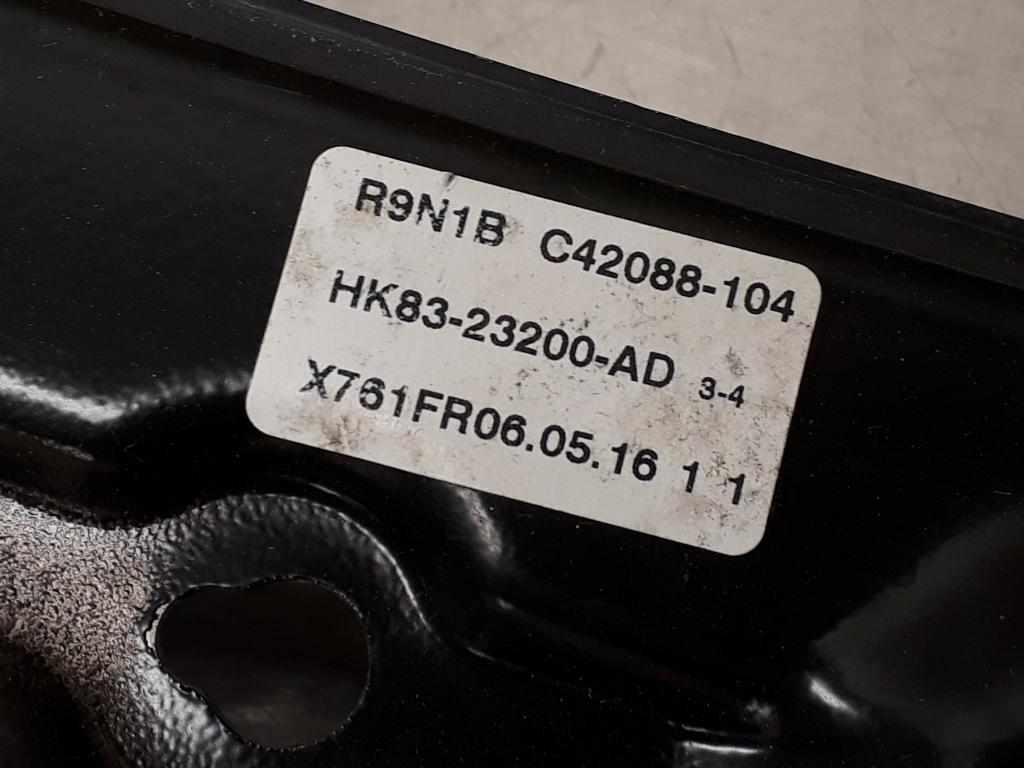 R9N1B C42088-104
HK83-23200-AD 3-4
X761FR06.05.16 1 1